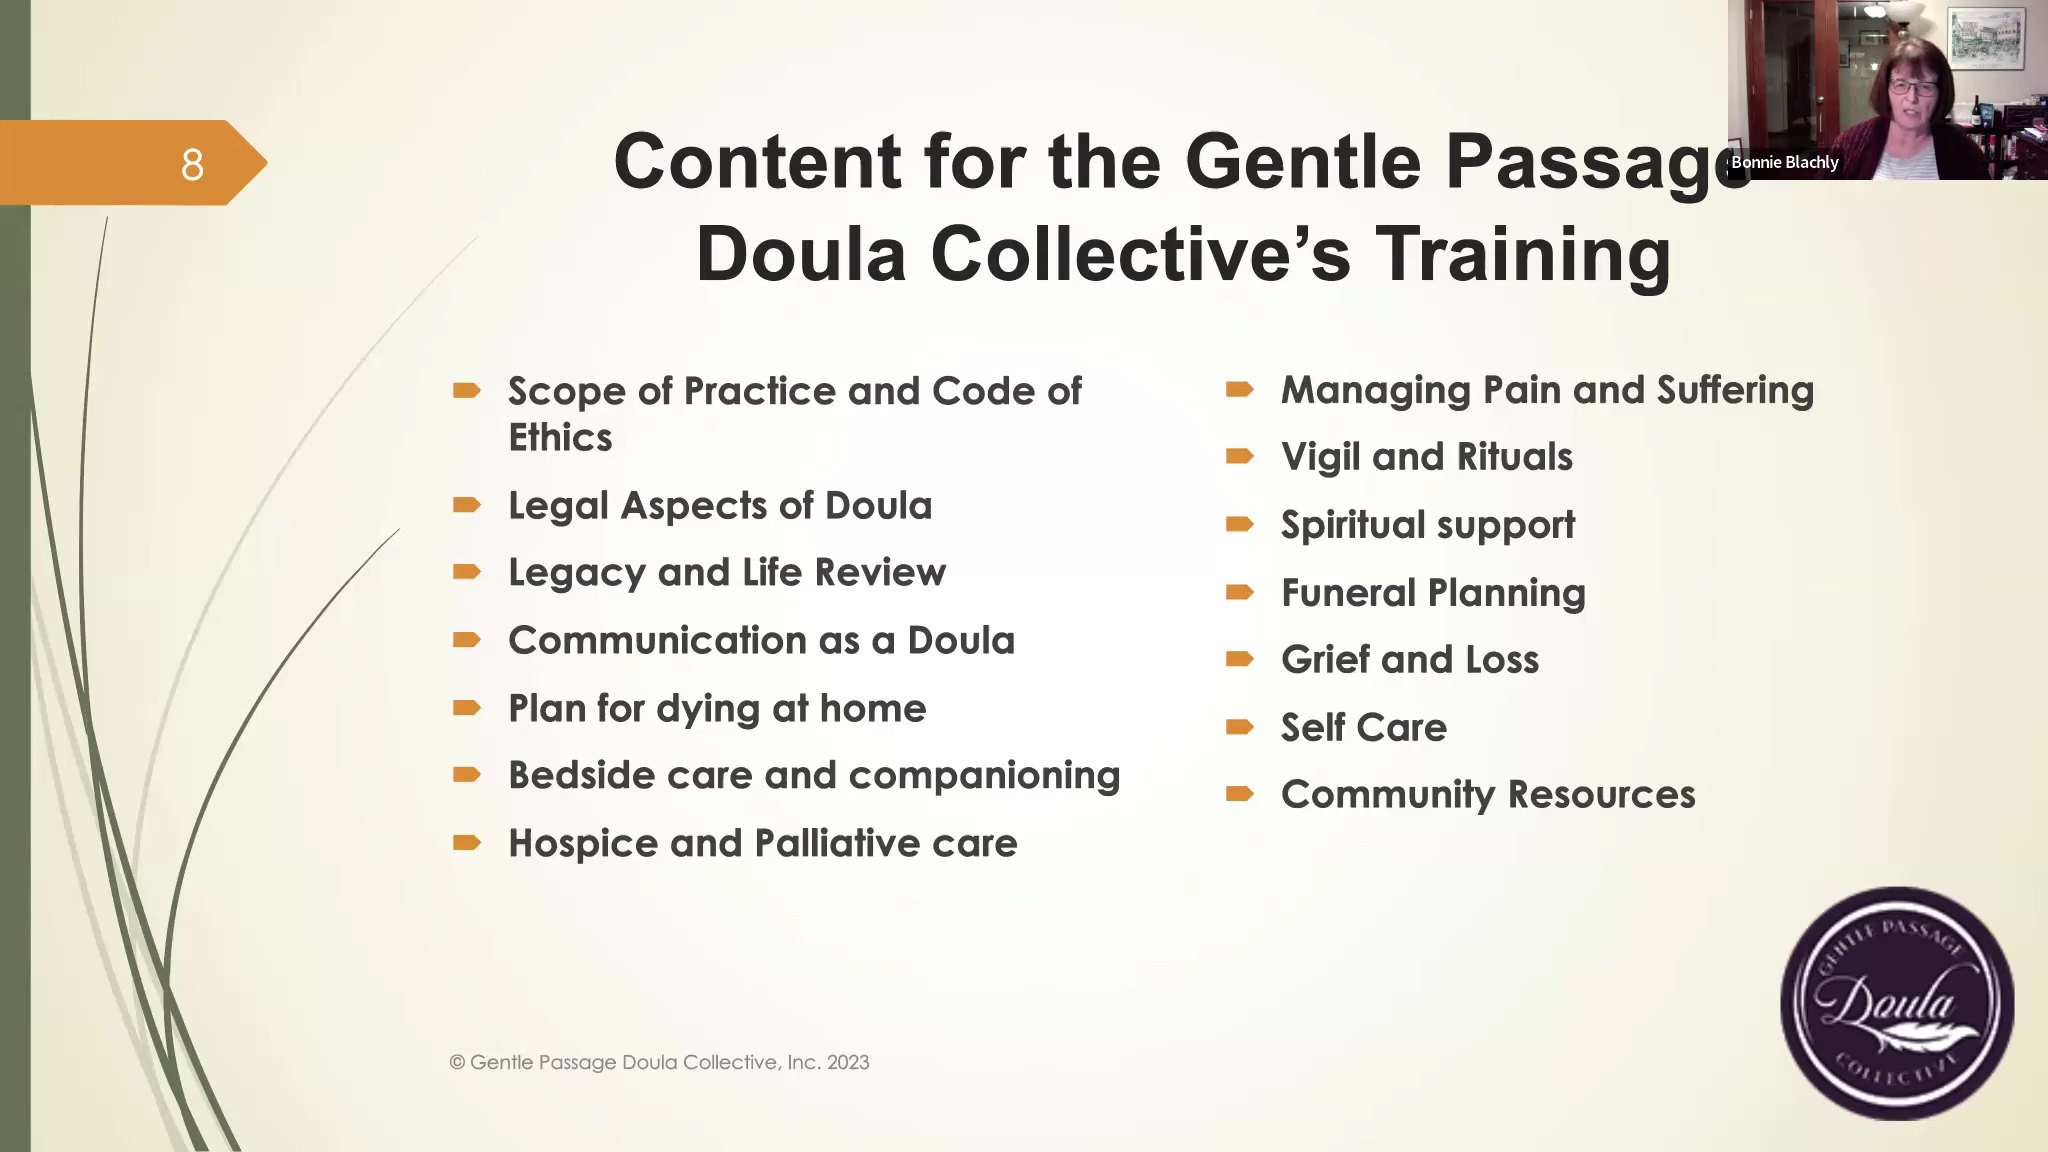 8
Content for the Gentle Passage
Doula Collective’s Training
Bonnie Blachly
Scope of Practice and Code of
Ethics
Legal Aspects of Doula
Legacy and Life Review
Communication as a Doula
Plan for dying at home
Bedside care and companioning
Hospice and Palliative care
Managing Pain and Suffering
Vigil and Rituals
Spiritual support
Funeral Planning
Grief and Loss
Self Care
Community Resources
© Gentle Passage Doula Collective, Inc. 2023
GENTLE PASSAGE
Doula
COLLECTIVE